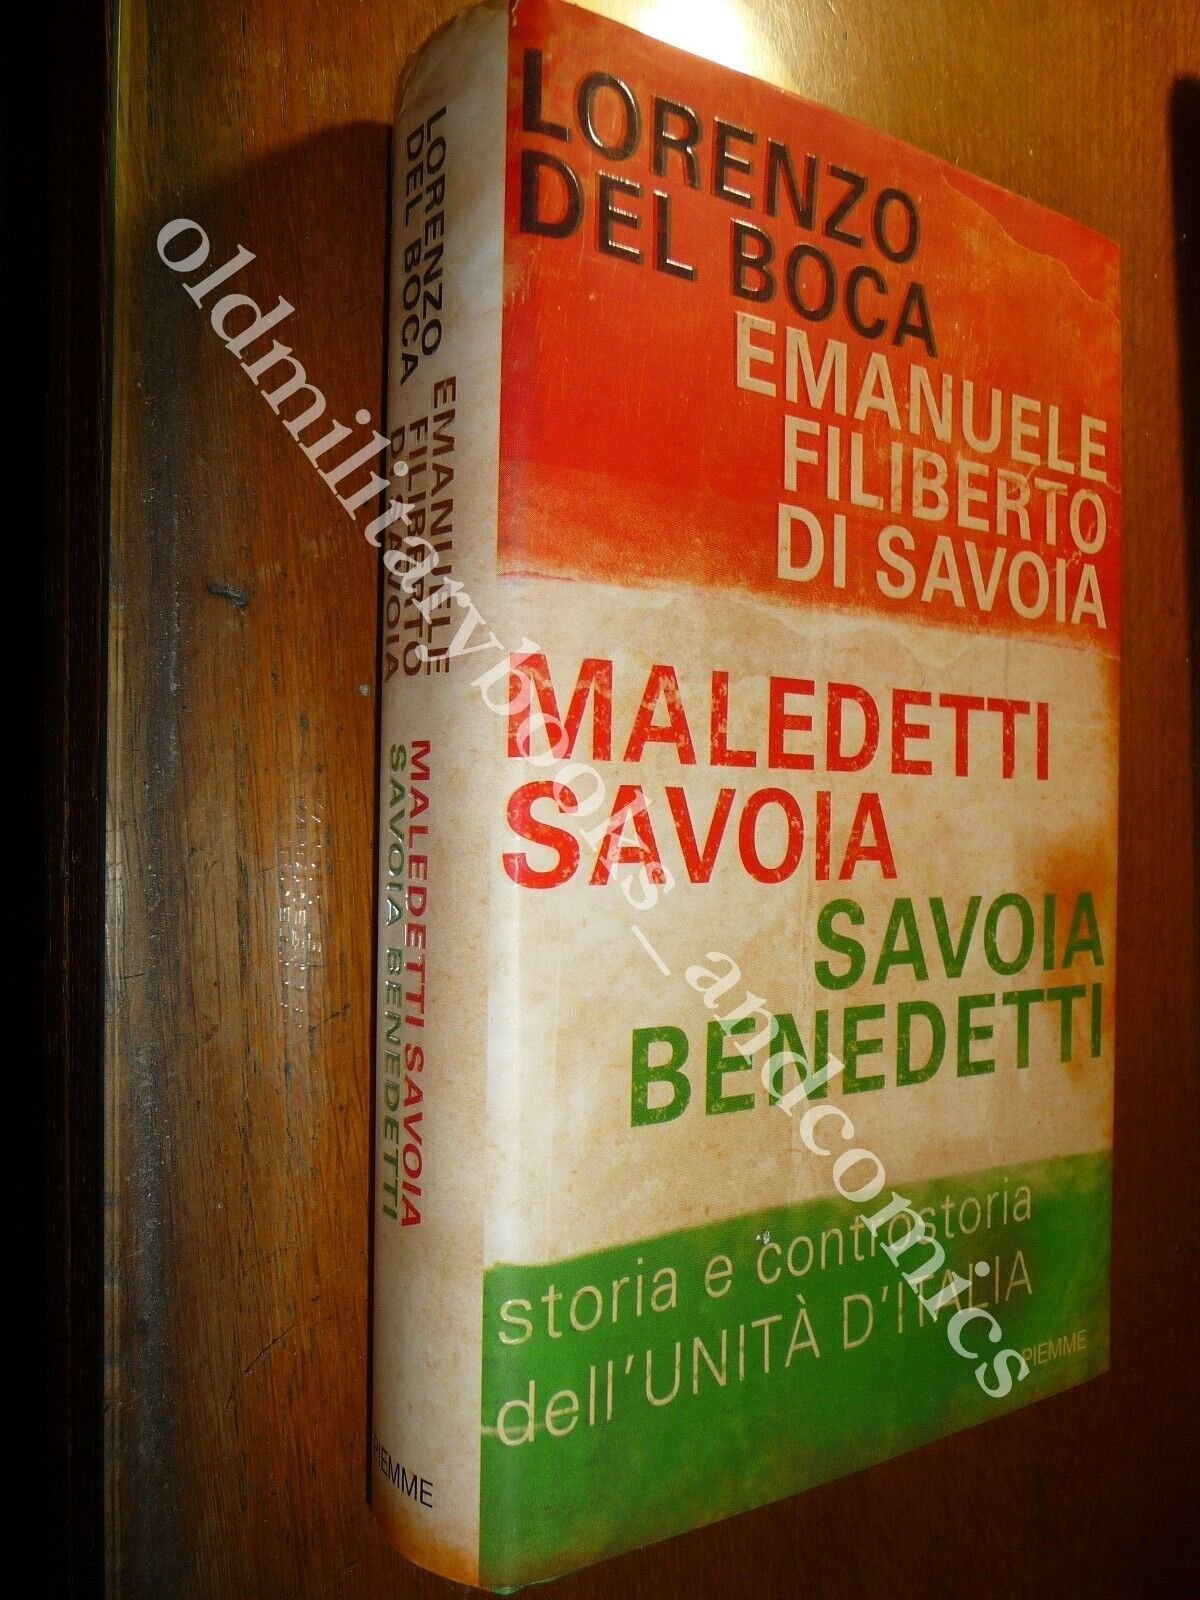 LORENZO
DEL BOCA
EMANUELE
FILIBERTO
DI SAVOIA
MALEDETTI
SAVOIA
SAVOIA
BENEDETTI
storia e controstoria
dell'UNITÀ D'ITALIA
PIEMME
LORENZO
DEL BOCA
EMANUELE
FILIBERTO
DI SAVOIA
MALEDETTI SAVOIA
SAVOIA BENEDETTI
PIEMME
oldmilitarybooks_andcomics